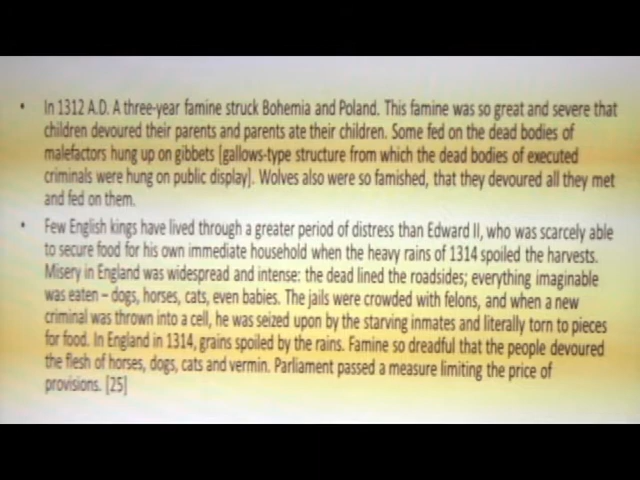 • In 1312 A.D. A three-year famine struck Bohemia and Poland. This famine was so great and severe that
children devoured their parents and parents ate their children. Some fed on the dead bodies of
malefactors hung up on gibbets [gallows-type structure from which the dead bodies of executed
criminals were hung on public display]. Wolves also were so famished, that they devoured all they met
and fed on them.
• Few English kings have lived through a greater period of distress than Edward II, who was scarcely able
to secure food for his own immediate household when the heavy rains of 1314 spoiled the harvests.
Misery in England was widespread and intense: the dead lined the roadsides; everything imaginable
was eaten – dogs, horses, cats, even babies. The jails were crowded with felons, and when a new
criminal was thrown into a cell, he was seized upon by the starving inmates and literally torn to pieces
for food. In England in 1314, grains spoiled by the rains. Famine so dreadful that the people devoured
the flesh of horses, dogs, cats and vermin. Parliament passed a measure limiting the price of
provisions. [25]